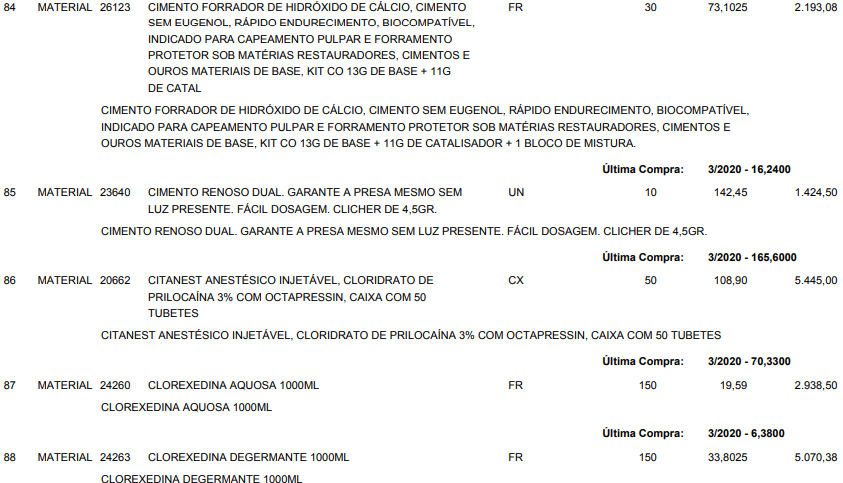 84 MATERIAL 26123 CIMENTO FORRADOR DE HIDRÓXIDO DE CÁLCIO, CIMENTO FR 30 73,1025 2.193,08
SEM EUGENOL, RÁPIDO ENDURECIMENTO, BIOCOMPATÍVEL,
INDICADO PARA CAPEAMENTO PULPAR E FORRAMENTO
PROTETOR SOB MATÉRIAS RESTAURADORES, CIMENTOS E
OUROS MATERIAIS DE BASE, KIT CO 13G DE BASE + 11G
DE CATAL
CIMENTO FORRADOR DE HIDRÓXIDO DE CÁLCIO, CIMENTO SEM EUGENOL, RÁPIDO ENDURECIMENTO, BIOCOMPATÍVEL,
INDICADO PARA CAPEAMENTO PULPAR E FORRAMENTO PROTETOR SOB MATÉRIAS RESTAURADORES, CIMENTOS E
OUROS MATERIAIS DE BASE, KIT CO 13G DE BASE + 11G DE CATALISADOR + 1 BLOCO DE MISTURA.
Última Compra: 3/2020 - 16,2400
85 MATERIAL 23640 CIMENTO RENOSO DUAL. GARANTE A PRESA MESMO SEM UN 10 142,45 1.424,50
LUZ PRESENTE. FÁCIL DOSAGEM. CLICHER DE 4,5GR.
CIMENTO RENOSO DUAL. GARANTE A PRESA MESMO SEM LUZ PRESENTE. FÁCIL DOSAGEM. CLICHER DE 4,5GR.
Última Compra: 3/2020 - 165,6000
86 MATERIAL 20662 CITANEST ANESTÉSICO INJETÁVEL, CLORIDRATO DE CX 50 108,90 5.445,00
PRILOCAÍNA 3% COM OCTAPRESSIN, CAIXA COM 50
TUBETES
CITANEST ANESTÉSICO INJETÁVEL, CLORIDRATO DE PRILOCAÍNA 3% COM OCTAPRESSIN, CAIXA COM 50 TUBETES
Última Compra: 3/2020 - 70,3300
87 MATERIAL 24260 CLOREXEDINA AQUOSA 1000ML FR 150 19,59 2.938,50
CLOREXEDINA AQUOSA 1000ML
Última Compra: 3/2020 - 6,3800
88 MATERIAL 24263 CLOREXEDINA DEGERMANTE 1000ML FR 150 33,8025 5.070,38
CLOREXEDINA DEGERMANTE 1000ML